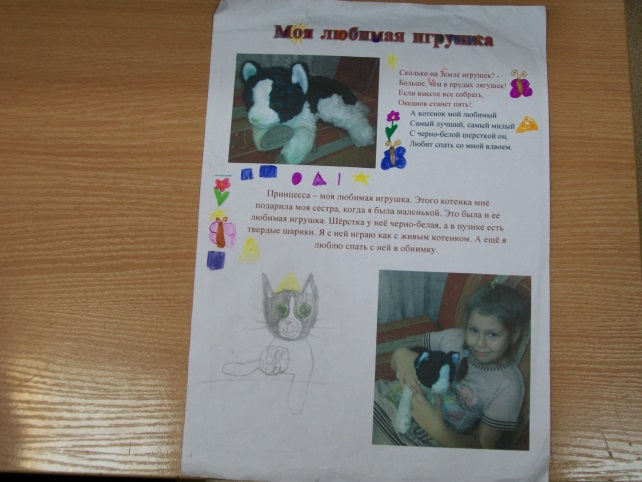 Моя любимая игрушка
Сколько на Земле игрушек? -
Больше, чем в прудах лягушек!
Если вместе все собрать,
Океанов станет пять!
А котенок мой любимый
Самый лучший, самый милый
С черно-белой шерсткой он,
Любит спать со мной вдвоем.
Принцесса – моя любимая игрушка. Этого котенка мне
подарила моя сестра, когда я была маленькой. Это была и ее
любимая игрушка. Шёрстка у неё черно-белая, а в пузике есть
твердые шарики. Я с ней играю как с живым котенком. А ещё я
люблю спать с ней в обнимку.